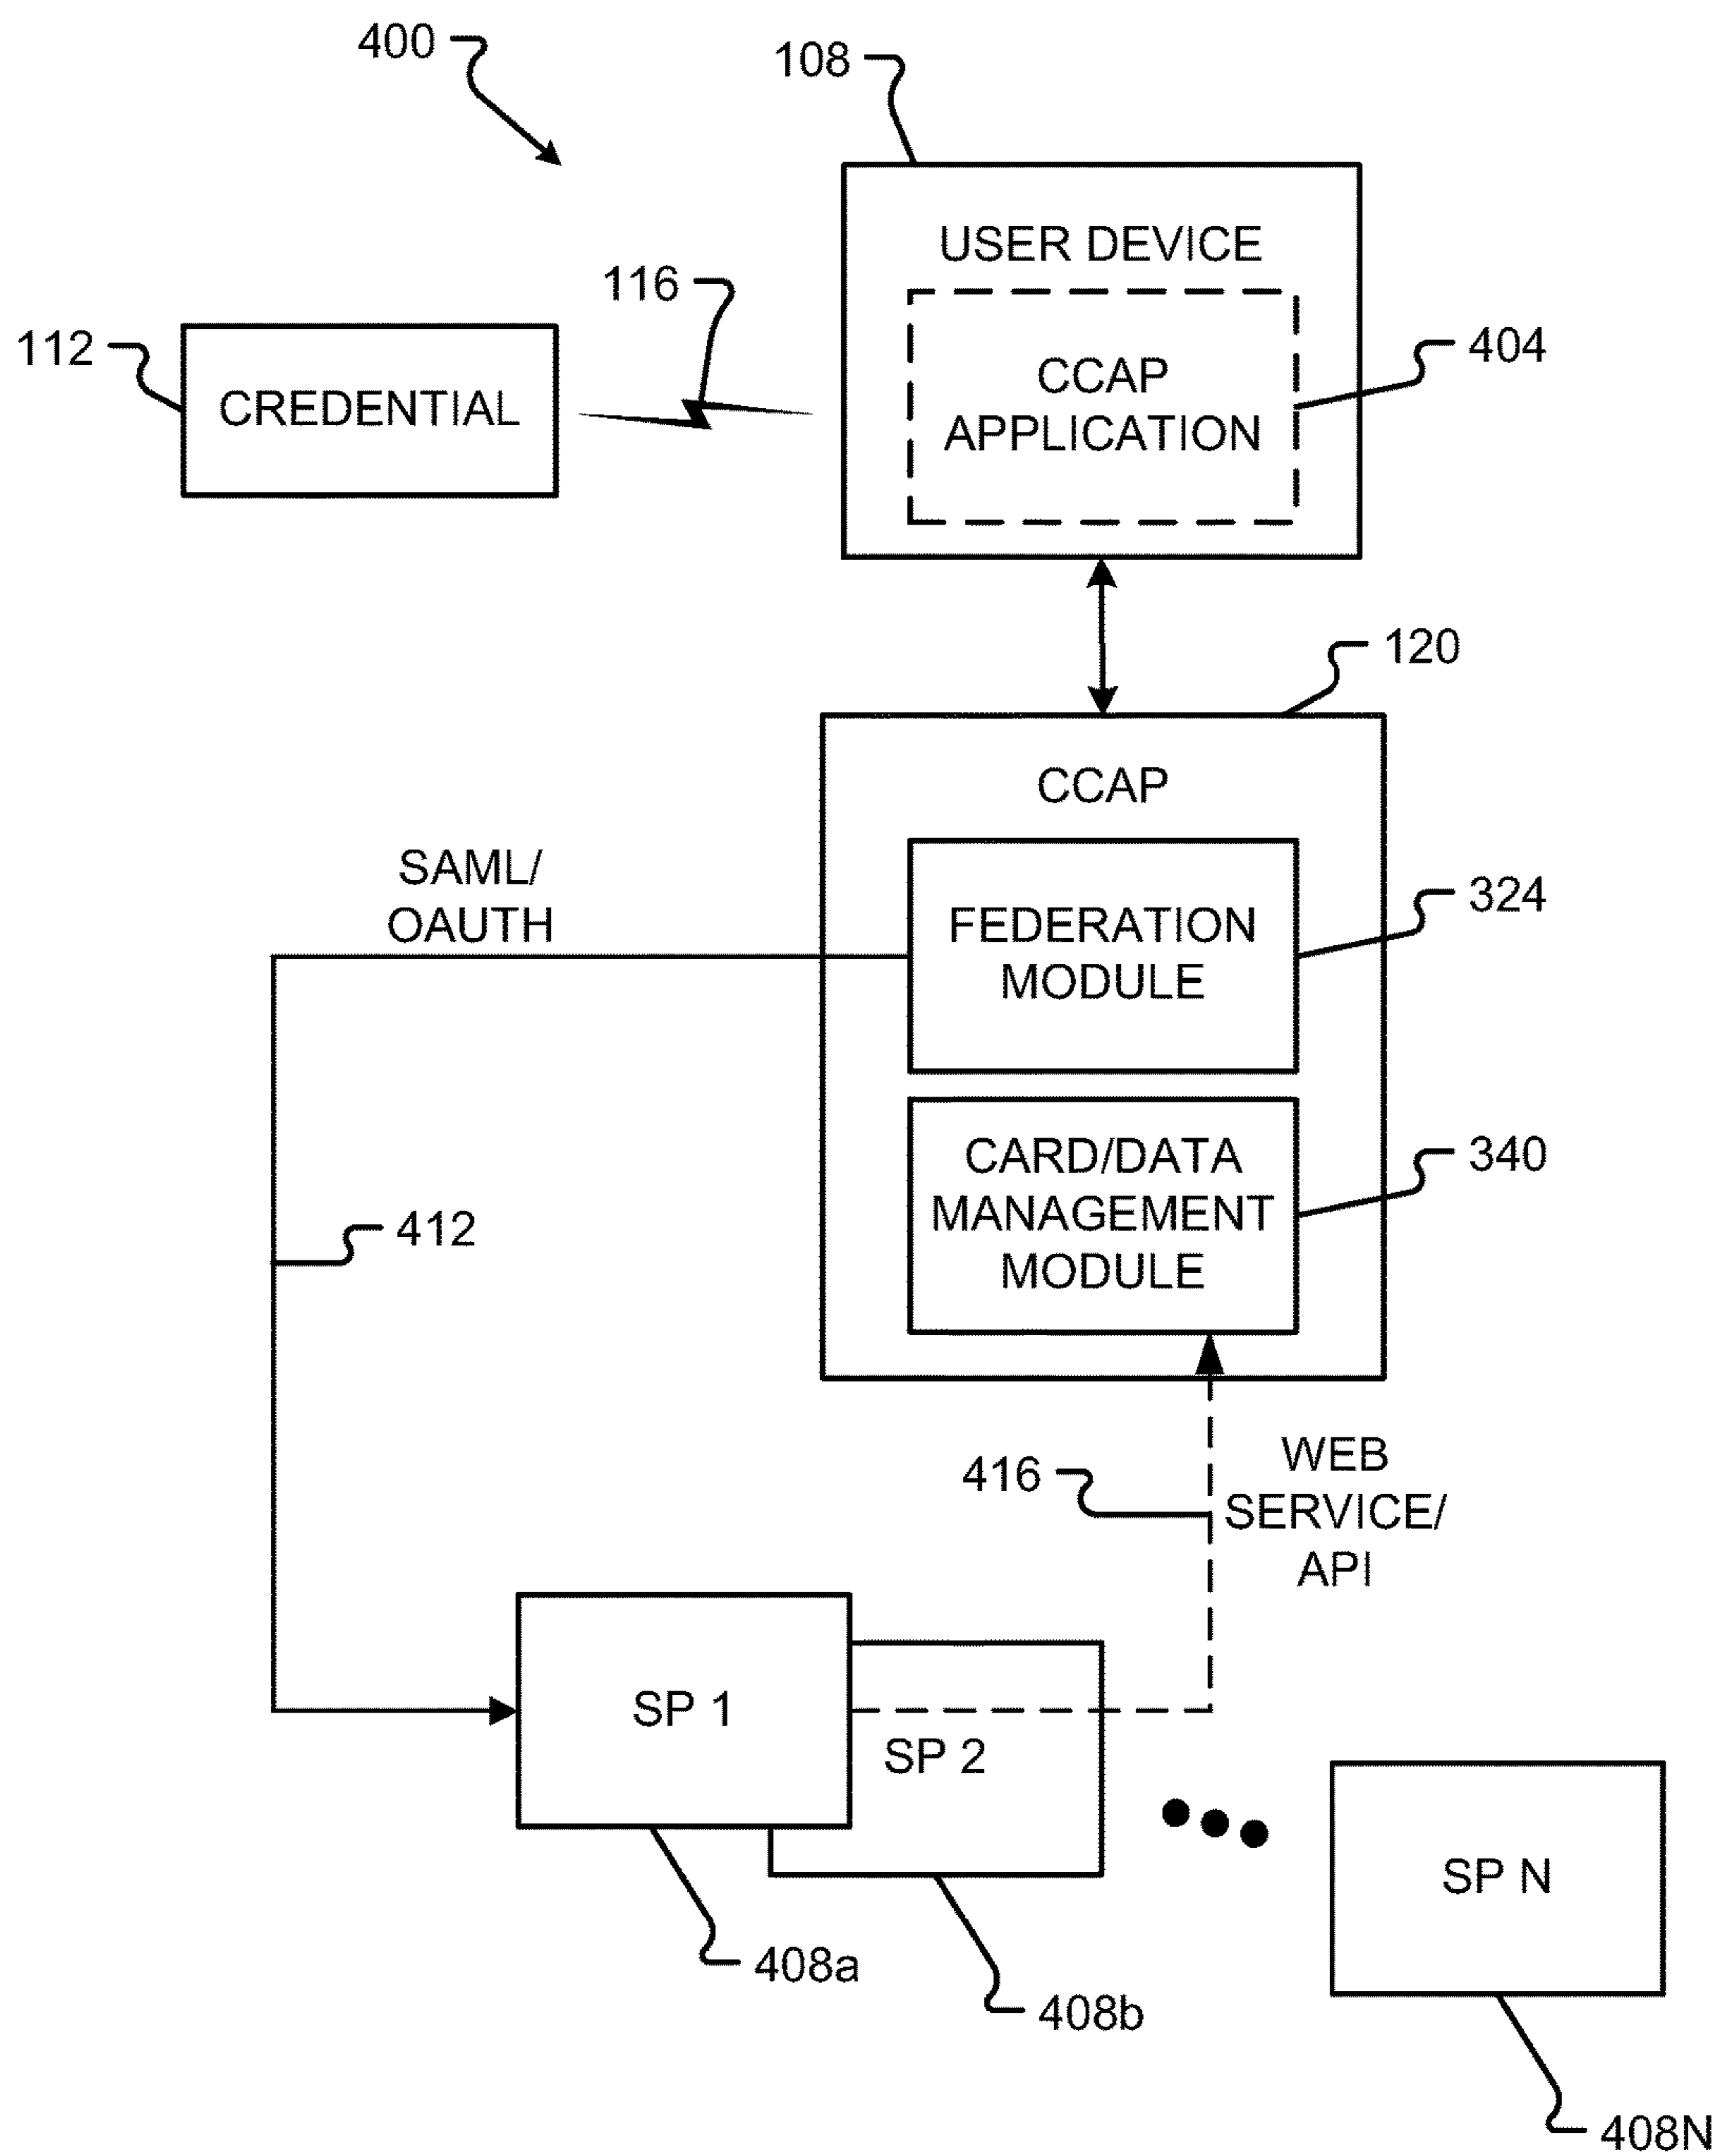 400
108
USER DEVICE
116
112
CREDENTIAL
CCAP
APPLICATION
404
120
CCAP
SAML/
OAUTH
FEDERATION
MODULE
324
CARD/DATA
MANAGEMENT
MODULE
340
412
416
WEB
SERVICE/
API
SP 1
SP 2
SP N
408a
408b
408N